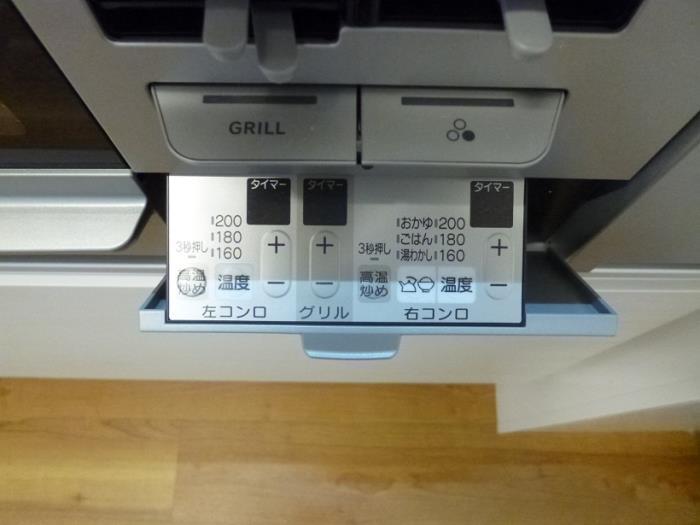 GRILL
タイマー
タイマー
タイマー
200
180
160
3秒押し
高温
炒め
温度
左コンロ
グリル
おかゆ 200
ごはん 180
湯わかし 160
3秒押し
高温
炒め
温度
右コンロ